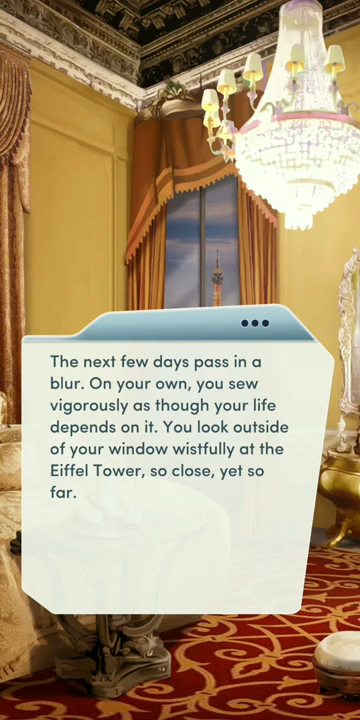 The next few days pass in a
blur. On your own, you sew
vigorously as though your life
depends on it. You look outside
of your window wistfully at the
Eiffel Tower, so close, yet so
far.